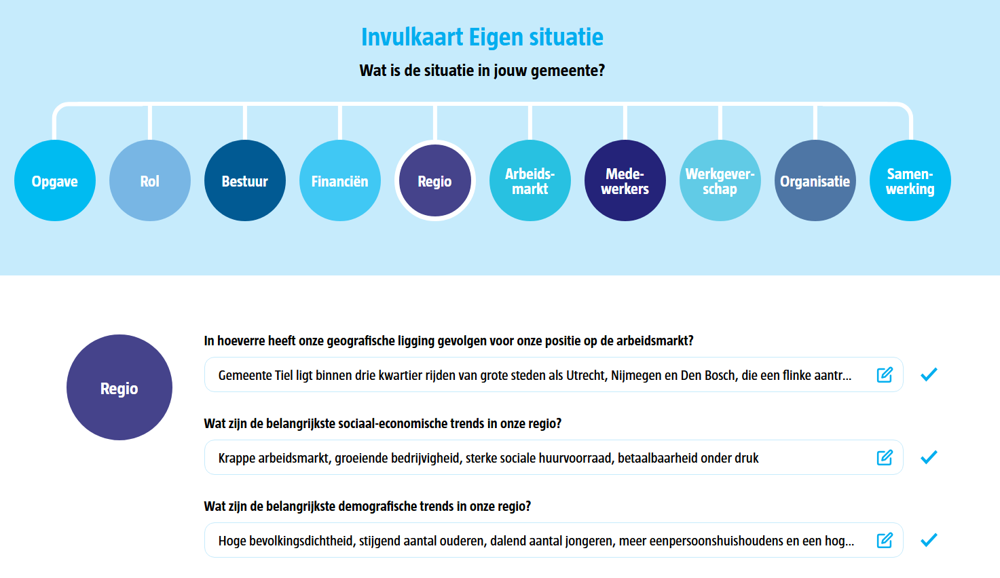 Invulkaart Eigen situatie
Wat is de situatie in jouw gemeente?
Opgave
Rol
Bestuur
Financiën
Regio
Arbeids-
markt
Mede-
werkers
Werkgever-
schap
Organisatie
Samen-
werking
Regio
In hoeverre heeft onze geografische ligging gevolgen voor onze positie op de arbeidsmarkt?
Gemeente Tiel ligt binnen drie kwartier rijden van grote steden als Utrecht, Nijmegen en Den Bosch, die een flinke aantr...
Wat zijn de belangrijkste sociaal-economische trends in onze regio?
Krappe arbeidsmarkt, groeiende bedrijvigheid, sterke sociale huurvoorraad, betaalbaarheid onder druk
Wat zijn de belangrijkste demografische trends in onze regio?
Hoge bevolkingsdichtheid, stijgend aantal ouderen, dalend aantal jongeren, meer eenpersoonshuishoudens en een hog...